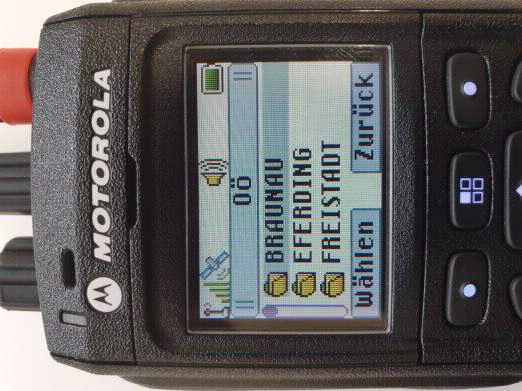 MOTOROLA
OÖ
BRAUNAU
EFERDING
FREISTADT
Wählen Zurück